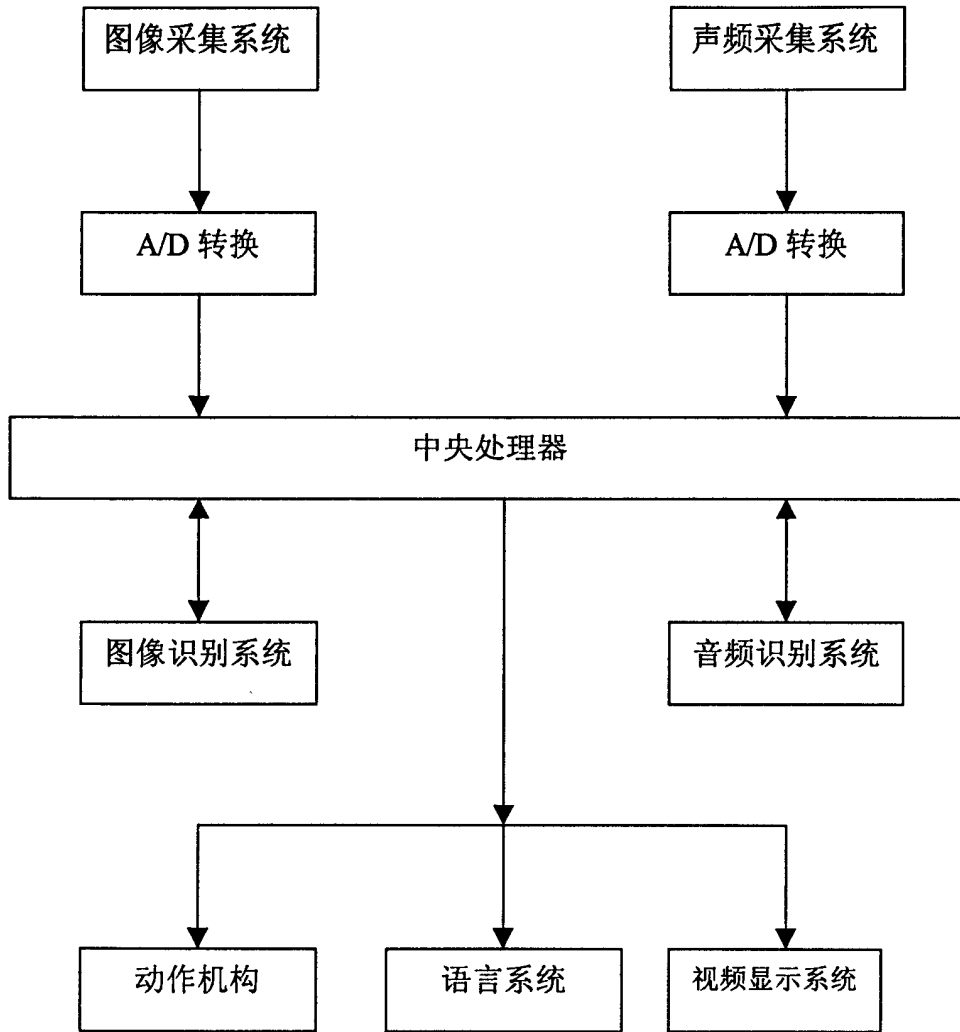 图像采集系统
声频采集系统
A/D 转换
A/D 转换
中央处理器
图像识别系统
音频识别系统
动作机构
语言系统
视频显示系统